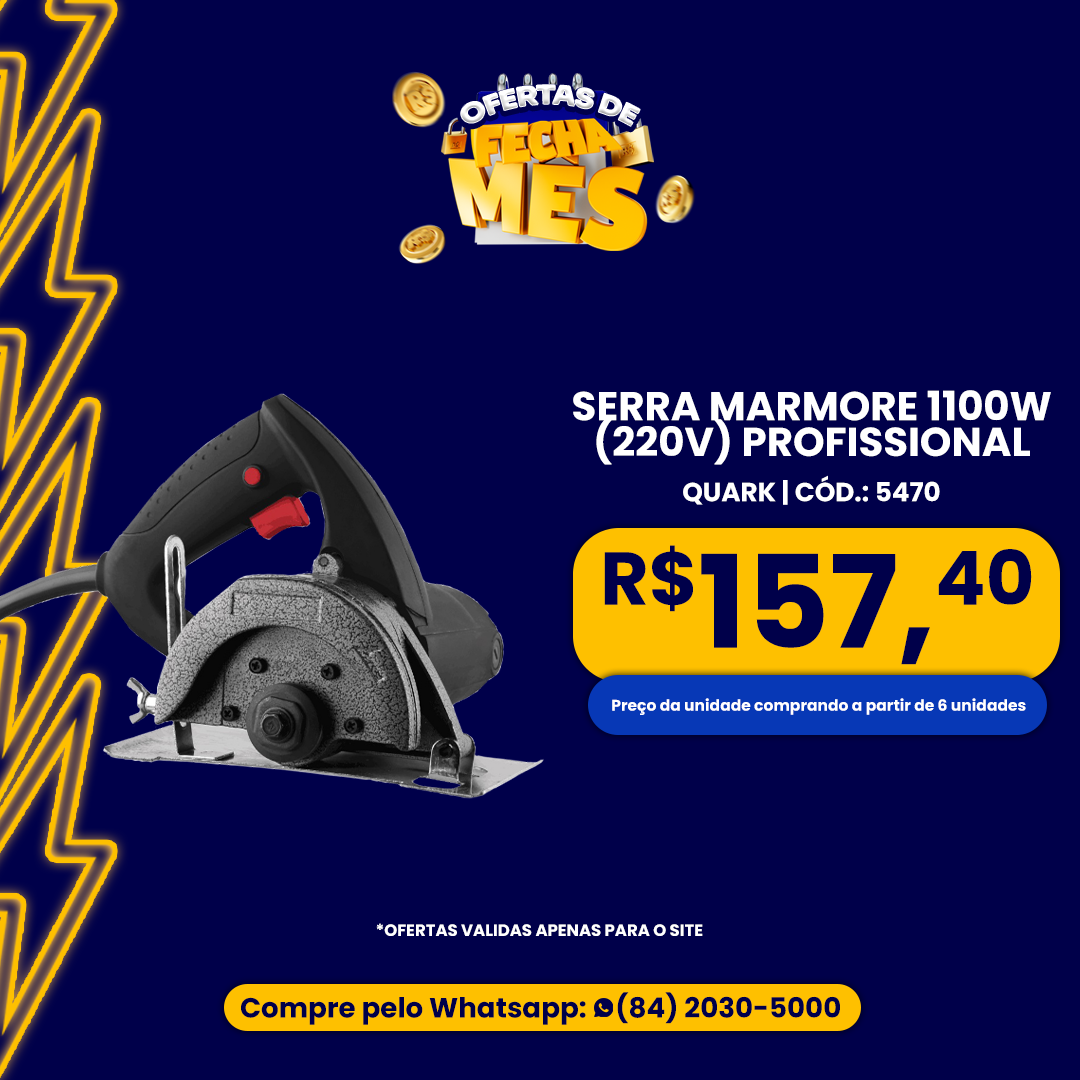 OFERTAS DE
FECHA
MES
SERRA MARMORE 1100W
(220V) PROFISSIONAL
QUARK | CÓD.: 5470
R$157,40
Preço da unidade comprando a partir de 6 unidades
*OFERTAS VALIDAS APENAS PARA O SITE
Compre pelo Whatsapp: (84) 2030-5000